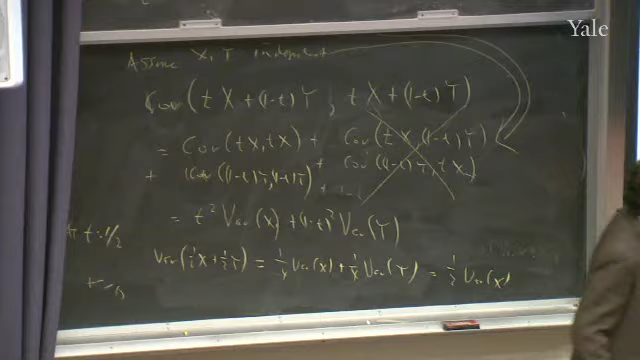 Yale
Assume X, Y independent
Cov(tX+(1-t)Y, tX+(1-t)Y)
= Cov(tX,tX) + Cov(tX,(1-t)Y)
+ Cov((1-t)Y,(1-t)Y) + Cov((1-t)Y,tX)
= t² Var(X) + (1-t)² Var(Y)
t=1/2
Var(½X+½Y) = ¼ Var(X) + ¼ Var(Y) = ½ Var(X)